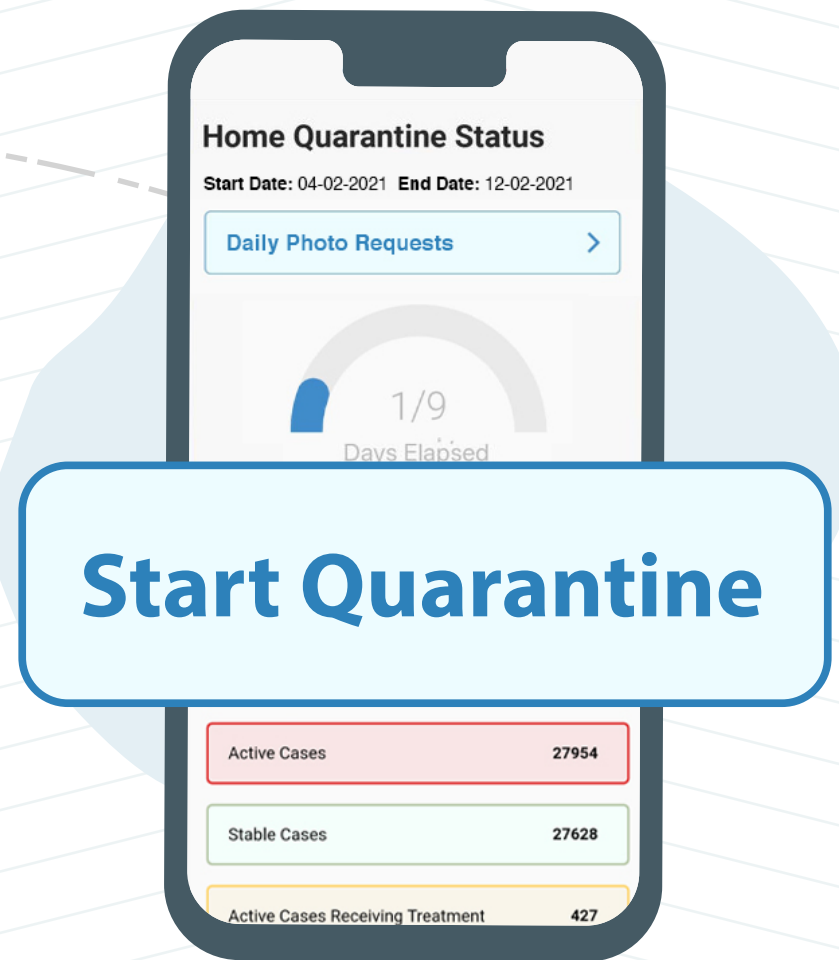 Home Quarantine Status
Start Date: 04-02-2021 End Date: 12-02-2021
Daily Photo Requests
1/9
Days Elapsed
Start Quarantine
Active Cases 27954
Stable Cases 27628
Active Cases Receiving Treatment 427